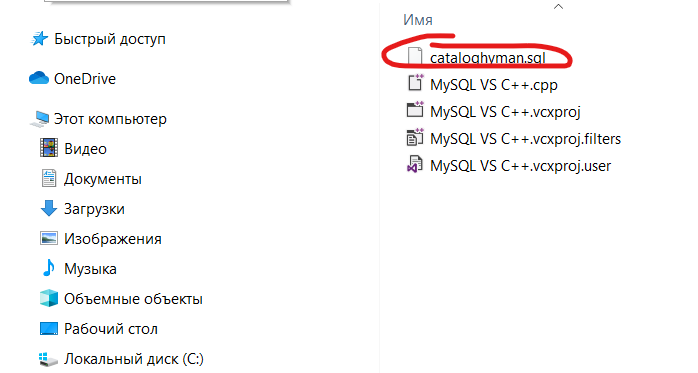 Имя
Быстрый доступ
cataloghyman.sql
OneDrive
MySQL VS C++.cpp
Этот компьютер
MySQL VS C++.vcxproj
Видео
MySQL VS C++.vcxproj.filters
Документы
MySQL VS C++.vcxproj.user
Загрузки
Изображения
Музыка
Объемные объекты
Рабочий стол
Локальный диск (C:)